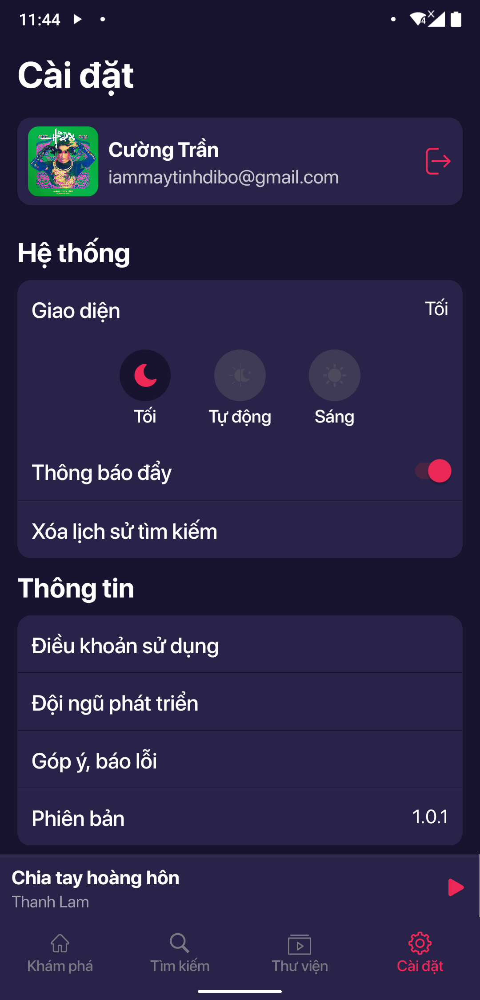 11:44
4
X
Cài đặt
Cường Trần
iammaytinhdibo@gmail.com
Hệ thống
Giao diện
Tối
Tối
Tự động
Sáng
Thông báo đẩy
Xóa lịch sử tìm kiếm
Thông tin
Điều khoản sử dụng
Đội ngũ phát triển
Góp ý, báo lỗi
Phiên bản
1.0.1
Chia tay hoàng hôn
Thanh Lam
Khám phá
Tìm kiếm
Thư viện
Cài đặt